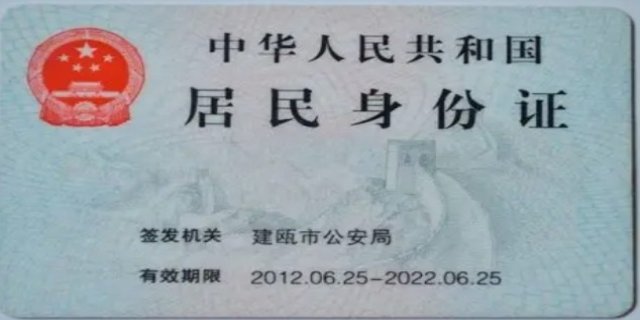 中华人民共和国
居民身份证
签发机关 建瓯市公安局
有效期限 2012.06.25-2022.06.25